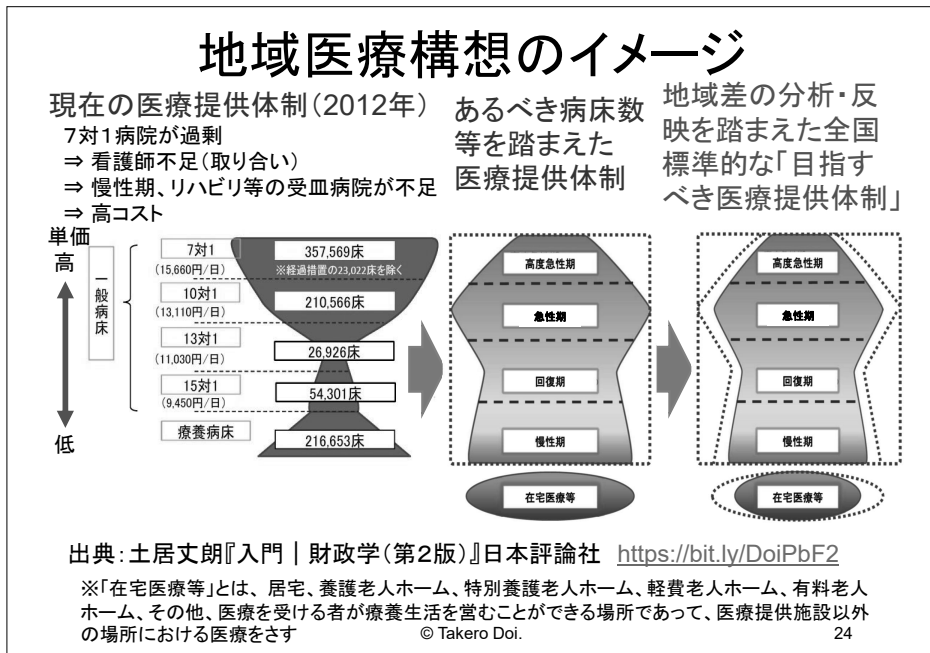 地域医療構想のイメージ
現在の医療提供体制(2012年)
7対1病院が過剰
⇒ 看護師不足(取り合い)
⇒ 慢性期、リハビリ等の受皿病院が不足
⇒ 高コスト
あるべき病床数
等を踏まえた
医療提供体制
地域差の分析・反
映を踏まえた全国
標準的な「目指す
べき医療提供体制」
単価
高
低
一般病床
7対1
(15,660円/日)
357,569床
※経過措置の23,022床を除く
10対1
(13,110円/日)
210,566床
13対1
(11,030円/日)
26,926床
15対1
(9,450円/日)
54,301床
療養病床
216,653床
高度急性期
急性期
回復期
慢性期
在宅医療等
高度急性期
急性期
回復期
慢性期
在宅医療等
出典:土居丈朗『入門|財政学(第2版)』日本評論社 https://bit.ly/DoiPbF2
※「在宅医療等」とは、居宅、養護老人ホーム、特別養護老人ホーム、軽費老人ホーム、有料老人
ホーム、その他、医療を受ける者が療養生活を営むことができる場所であって、医療提供施設以外
の場所における医療をさす
© Takero Doi.
24